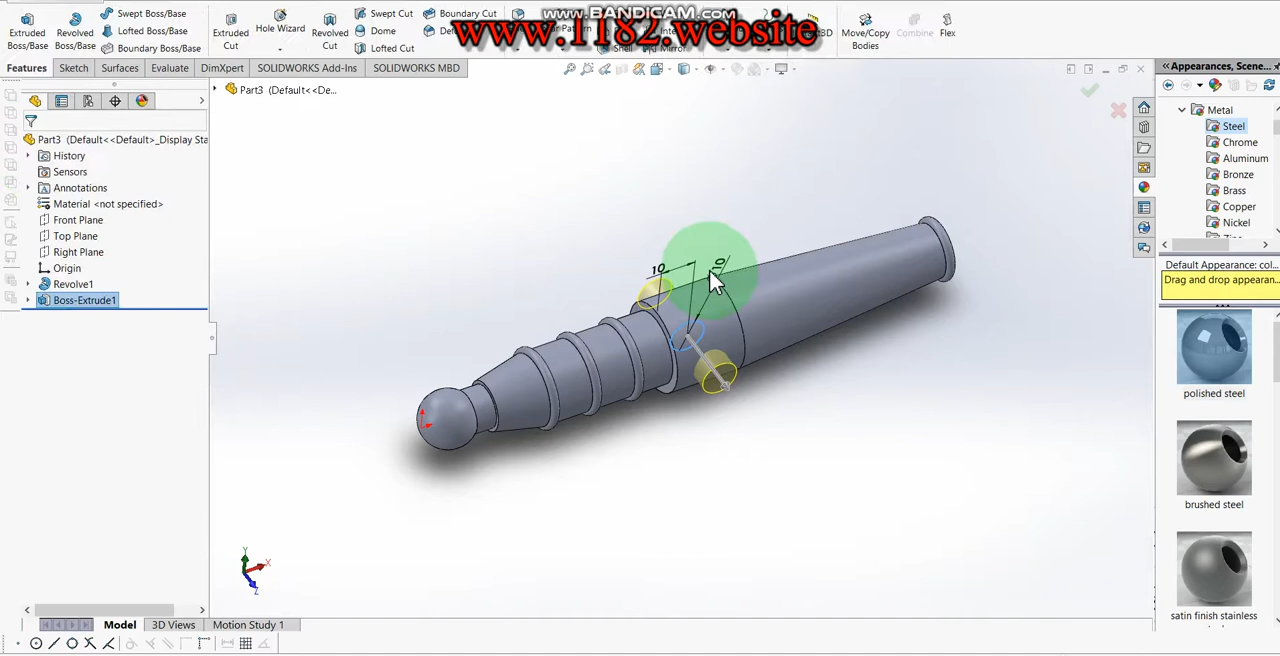 www.BANDICAM.com
www.1182.website
Extruded Boss/Base
Revolved Boss/Base
Swept Boss/Base
Lofted Boss/Base
Boundary Boss/Base
Extruded Cut
Hole Wizard
Revolved Cut
Swept Cut
Dome
Lofted Cut
Boundary Cut
Shell
Mirror
Move/Copy Bodies
Combine
Flex
Features
Sketch
Surfaces
Evaluate
DimXpert
SOLIDWORKS Add-Ins
SOLIDWORKS MBD
Part3 (Default<<De...
Part3 (Default<<Default>_Display Sta
History
Sensors
Annotations
Material <not specified>
Front Plane
Top Plane
Right Plane
Origin
Revolve1
Boss-Extrude1
10
10
Y
X
Z
Appearances, Scene...
Metal
Steel
Chrome
Aluminum
Bronze
Brass
Copper
Nickel
Default Appearance: col...
Drag and drop appearan...
polished steel
brushed steel
satin finish stainless
Model
3D Views
Motion Study 1